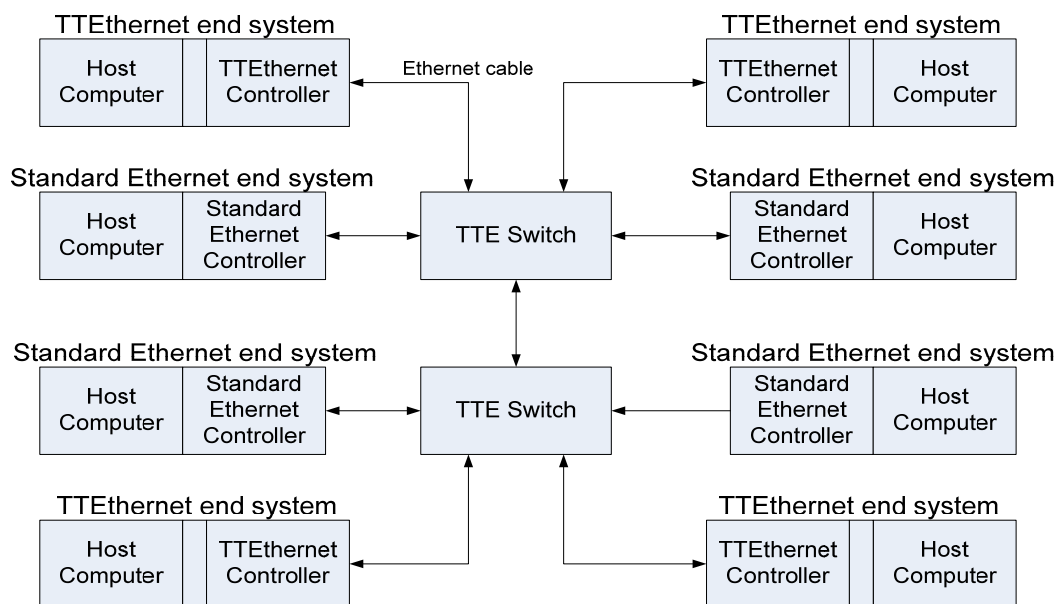 TTEthernet end system
TTEthernet end system
Host
Computer
TTEthernet
Controller
Ethernet cable
TTEthernet
Controller
Host
Computer
Standard Ethernet end system
Standard Ethernet end system
Host
Computer
Standard
Ethernet
Controller
TTE Switch
Standard
Ethernet
Controller
Host
Computer
Standard Ethernet end system
Standard Ethernet end system
Host
Computer
Standard
Ethernet
Controller
TTE Switch
Standard
Ethernet
Controller
Host
Computer
TTEthernet end system
TTEthernet end system
Host
Computer
TTEthernet
Controller
TTEthernet
Controller
Host
Computer